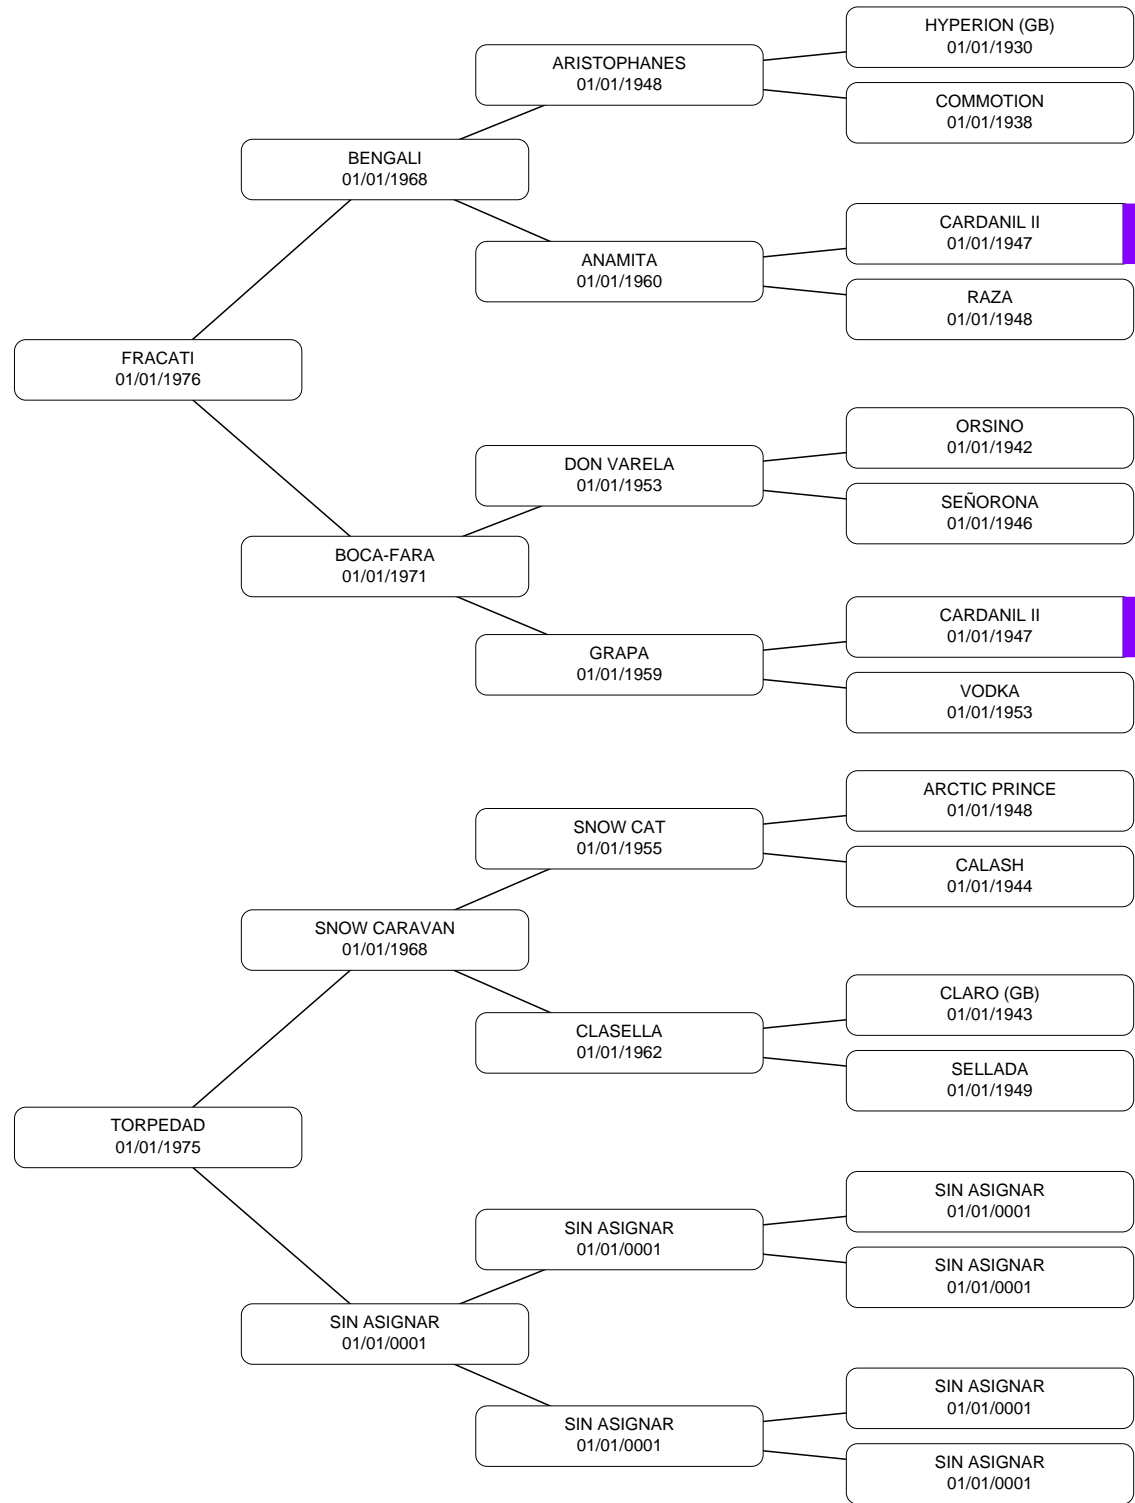 HYPERION (GB)
01/01/1930
ARISTOPHANES
01/01/1948
COMMOTION
01/01/1938
BENGALI
01/01/1968
CARDANIL II
01/01/1947
ANAMITA
01/01/1960
RAZA
01/01/1948
FRACATI
01/01/1976
ORSINO
01/01/1942
DON VARELA
01/01/1953
SEÑORONA
01/01/1946
BOCA-FARA
01/01/1971
CARDANIL II
01/01/1947
GRAPA
01/01/1959
VODKA
01/01/1953
ARCTIC PRINCE
01/01/1948
SNOW CAT
01/01/1955
CALASH
01/01/1944
SNOW CARAVAN
01/01/1968
CLARO (GB)
01/01/1943
CLASELLA
01/01/1962
SELLADA
01/01/1949
TORPEDAD
01/01/1975
SIN ASIGNAR
01/01/0001
SIN ASIGNAR
01/01/0001
SIN ASIGNAR
01/01/0001
SIN ASIGNAR
01/01/0001
SIN ASIGNAR
01/01/0001
SIN ASIGNAR
01/01/0001
SIN ASIGNAR
01/01/0001